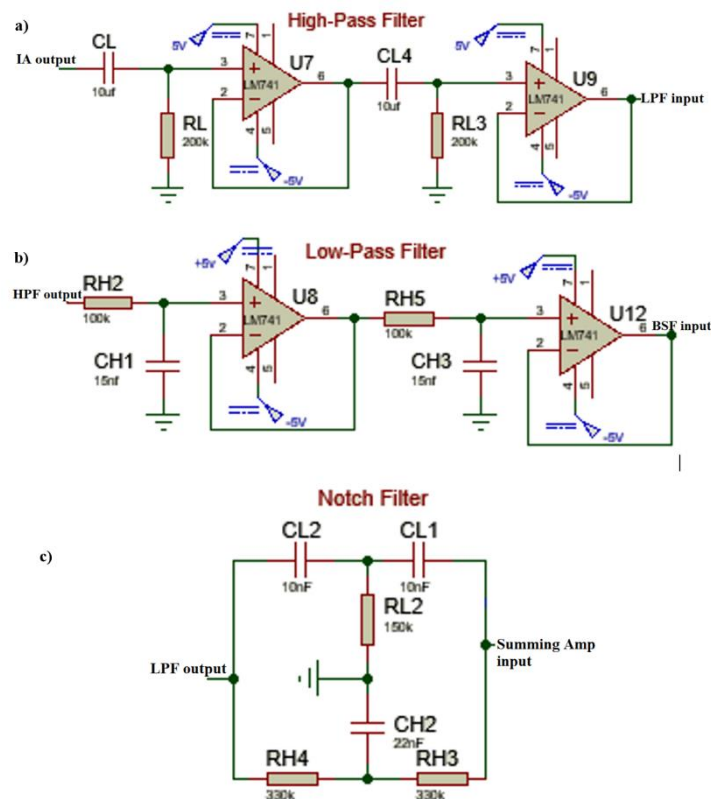 a)
High-Pass Filter
IA output
CL
10uf
RL
200k
5V
7
1
3
2
6
4
5
U7
LM741
-5V
CL4
10uf
RL3
200k
5V
7
1
3
2
6
4
5
U9
LM741
-5V
LPF input
b)
Low-Pass Filter
HPF output
RH2
100k
CH1
15nf
+5v
7
1
3
2
6
4
5
U8
LM741
-5V
RH5
100k
CH3
15nf
+5V
7
1
3
2
6
4
5
U12
LM741
-5V
BSF input
Notch Filter
c)
CL2
10nF
CL1
10nF
RL2
150k
LPF output
Summing Amp
input
CH2
22nF
RH4
330k
RH3
330k